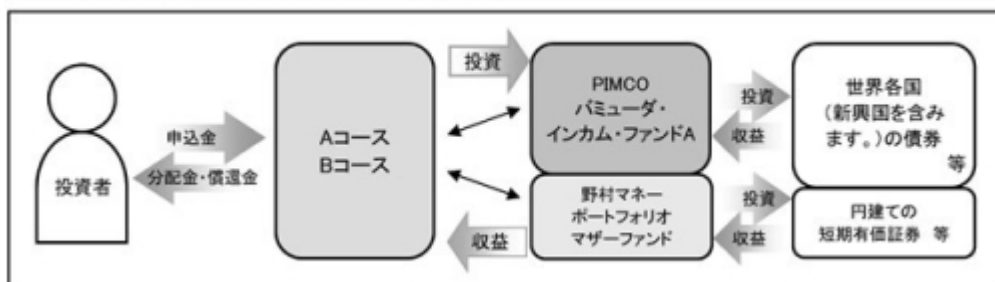 投資者
申込金
分配金・償還金
Aコース
Bコース
投資
収益
PIMCO
バミューダ・
インカム・ファンドA
野村マネー
ポートフォリオ
マザーファンド
投資
収益
投資
収益
世界各国
(新興国を含み
ます。)の債券
等
円建ての
短期有価証券 等